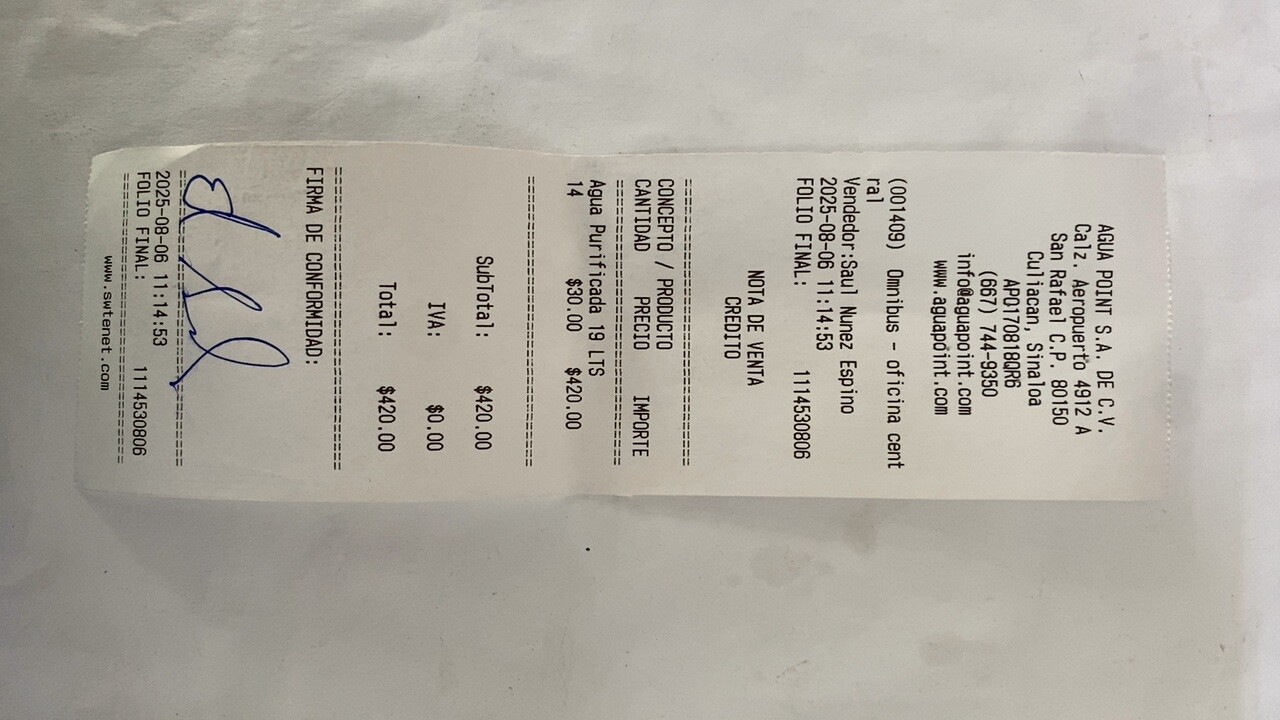 AGUA POINT S.A. DE C.V.
Calz. Aeropuerto 4912 A
San Rafael C.P. 80150
Culiacan, Sinaloa
APO170818QR6
(667) 744-9350
info@aguapoint.com
www.aguapoint.com
(001409) Omnibus - oficina cent
ral
Vendedor:Saul Nunez Espino
2025-08-06 11:14:53
FOLIO FINAL: 1114530806
NOTA DE VENTA
CREDITO
==============================
CONCEPTO / PRODUCTO
CANTIDAD PRECIO IMPORTE
==============================
Agua Purificada 19 LTS
14 $30.00 $420.00
==============================
SubTotal: $420.00
IVA: $0.00
Total: $420.00
==============================
FIRMA DE CONFORMIDAD:
==============================
2025-08-06 11:14:53
FOLIO FINAL: 1114530806
==============================
www.swtenet.com